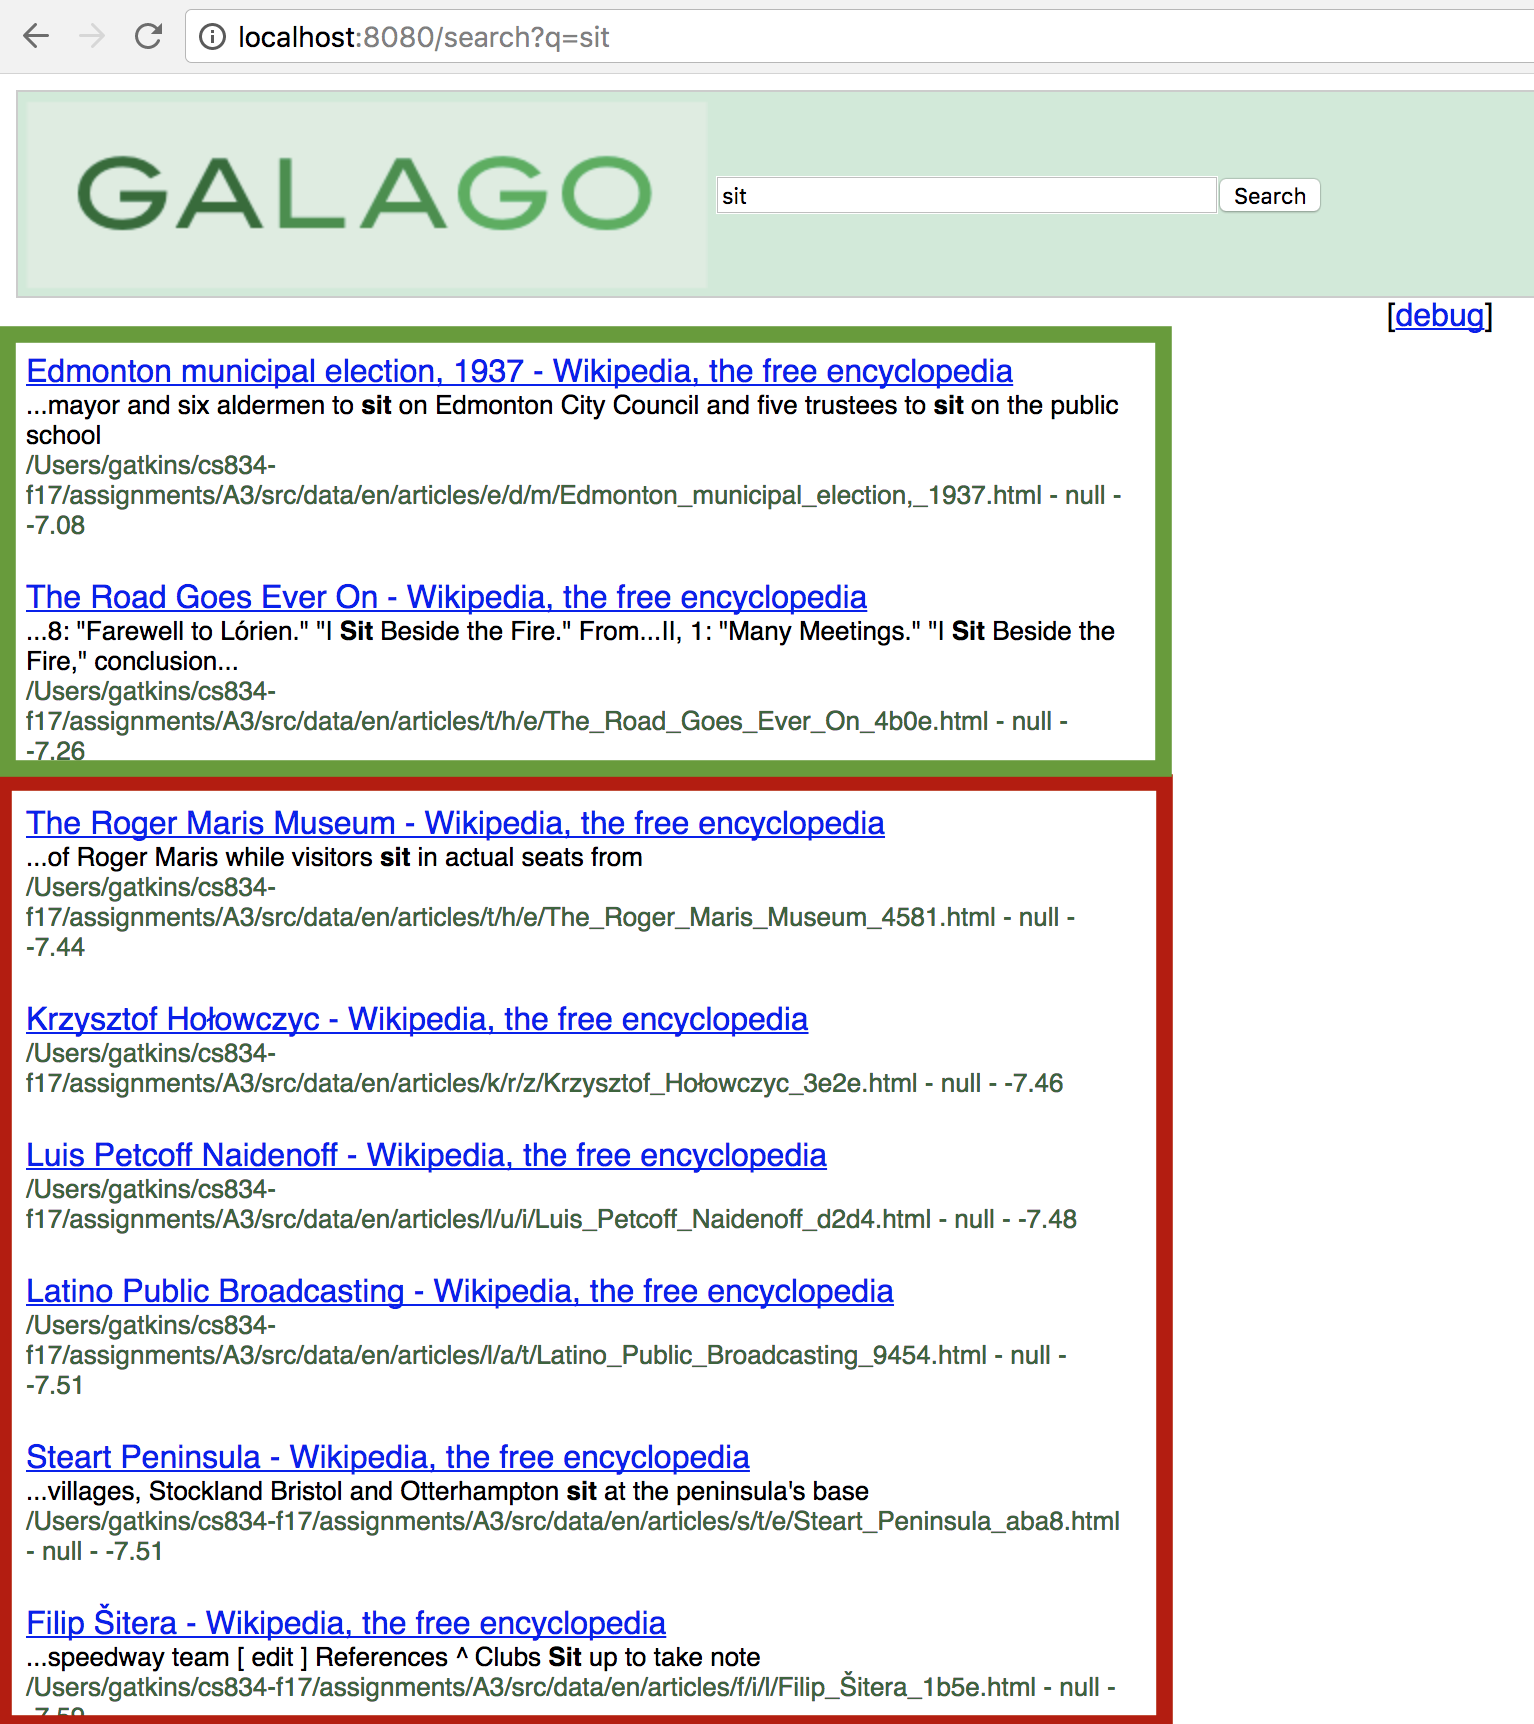 localhost:8080/search?q=sit
GALAGO
sit Search
[debug]
Edmonton municipal election, 1937 - Wikipedia, the free encyclopedia
...mayor and six aldermen to sit on Edmonton City Council and five trustees to sit on the public
school
/Users/gatkins/cs834-
f17/assignments/A3/src/data/en/articles/e/d/m/Edmonton_municipal_election,_1937.html - null -
-7.08
The Road Goes Ever On - Wikipedia, the free encyclopedia
...8: "Farewell to Lórien." "I Sit Beside the Fire." From...II, 1: "Many Meetings." "I Sit Beside the
Fire," conclusion...
/Users/gatkins/cs834-
f17/assignments/A3/src/data/en/articles/t/h/e/The_Road_Goes_Ever_On_4b0e.html - null -
-7.26
The Roger Maris Museum - Wikipedia, the free encyclopedia
...of Roger Maris while visitors sit in actual seats from
/Users/gatkins/cs834-
f17/assignments/A3/src/data/en/articles/t/h/e/The_Roger_Maris_Museum_4581.html - null -
-7.44
Krzysztof Hołowczyc - Wikipedia, the free encyclopedia
/Users/gatkins/cs834-
f17/assignments/A3/src/data/en/articles/k/r/z/Krzysztof_Hołowczyc_3e2e.html - null - -7.46
Luis Petcoff Naidenoff - Wikipedia, the free encyclopedia
/Users/gatkins/cs834-
f17/assignments/A3/src/data/en/articles/l/u/i/Luis_Petcoff_Naidenoff_d2d4.html - null - -7.48
Latino Public Broadcasting - Wikipedia, the free encyclopedia
/Users/gatkins/cs834-
f17/assignments/A3/src/data/en/articles/l/a/t/Latino_Public_Broadcasting_9454.html - null -
-7.51
Steart Peninsula - Wikipedia, the free encyclopedia
...villages, Stockland Bristol and Otterhampton sit at the peninsula's base
/Users/gatkins/cs834-f17/assignments/A3/src/data/en/articles/s/t/e/Steart_Peninsula_aba8.html
- null - -7.51
Filip Šitera - Wikipedia, the free encyclopedia
...speedway team [ edit ] References ^ Clubs Sit up to take note
/Users/gatkins/cs834-f17/assignments/A3/src/data/en/articles/f/i/l/Filip_Šitera_1b5e.html - null -